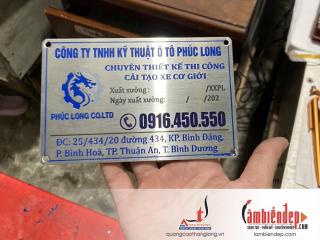 CÔNG TY TNHH KỸ THUẬT Ô TÔ PHÚC LONG
CHUYÊN THIẾT KẾ THI CÔNG
CẢI TẠO XE CƠ GIỚI
Xuất xưởng : /XXPL
Ngày xuất xưởng: / /202
PHÚC LONG CO.LTD
0916.450.550
ĐC: 25/434/20 đường 434, KP. Bình Đáng,
P. Bình Hoà, TP. Thuận An, T. Bình Dương
quangcaothanglong.vn
Lambiendep.com
lambiendep.com